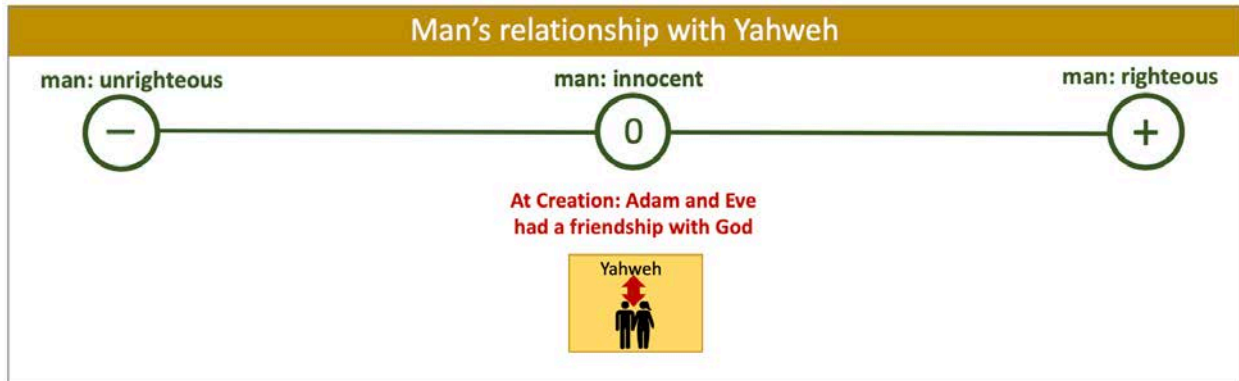 Man's relationship with Yahweh
man: unrighteous
man: innocent
man: righteous
−
0
+
At Creation: Adam and Eve
had a friendship with God
Yahweh